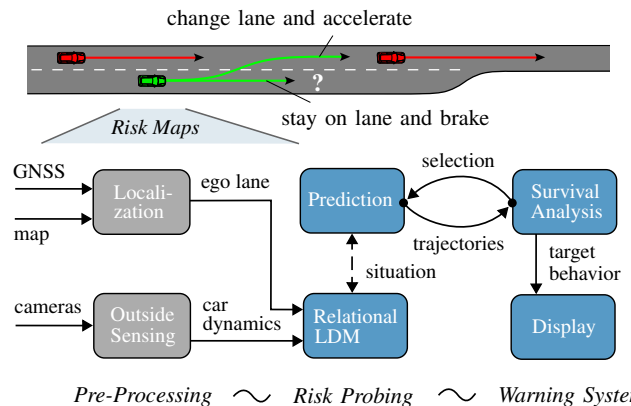 change lane and accelerate
?
stay on lane and brake
Risk Maps
GNSS
map
Locali-
zation
ego lane
Prediction
selection
trajectories
Survival
Analysis
situation
target
behavior
cameras
Outside
Sensing
car
dynamics
Relational
LDM
Display
Pre-Processing ~ Risk Probing ~ Warning System